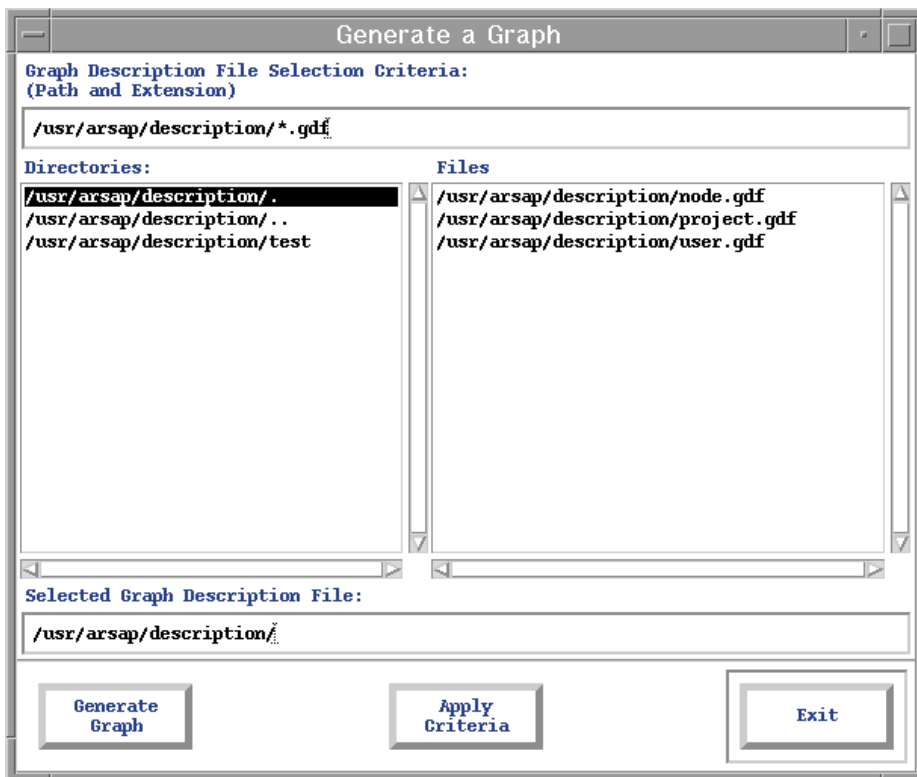 Generate a Graph
Graph Description File Selection Criteria:
(Path and Extension)
/usr/arsap/description/*.gdf
Directories:
/usr/arsap/description/.
/usr/arsap/description/..
/usr/arsap/description/test
Files
/usr/arsap/description/node.gdf
/usr/arsap/description/project.gdf
/usr/arsap/description/user.gdf
Selected Graph Description File:
/usr/arsap/description/
Generate
Graph
Apply
Criteria
Exit